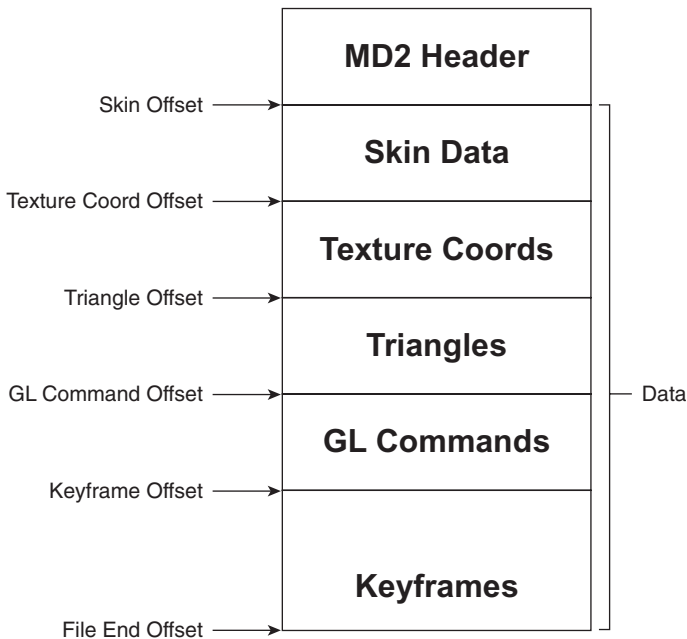 MD2 Header
Skin Offset
Skin Data
Texture Coord Offset
Texture Coords
Triangle Offset
Triangles
GL Command Offset
Data
GL Commands
Keyframe Offset
Keyframes
File End Offset